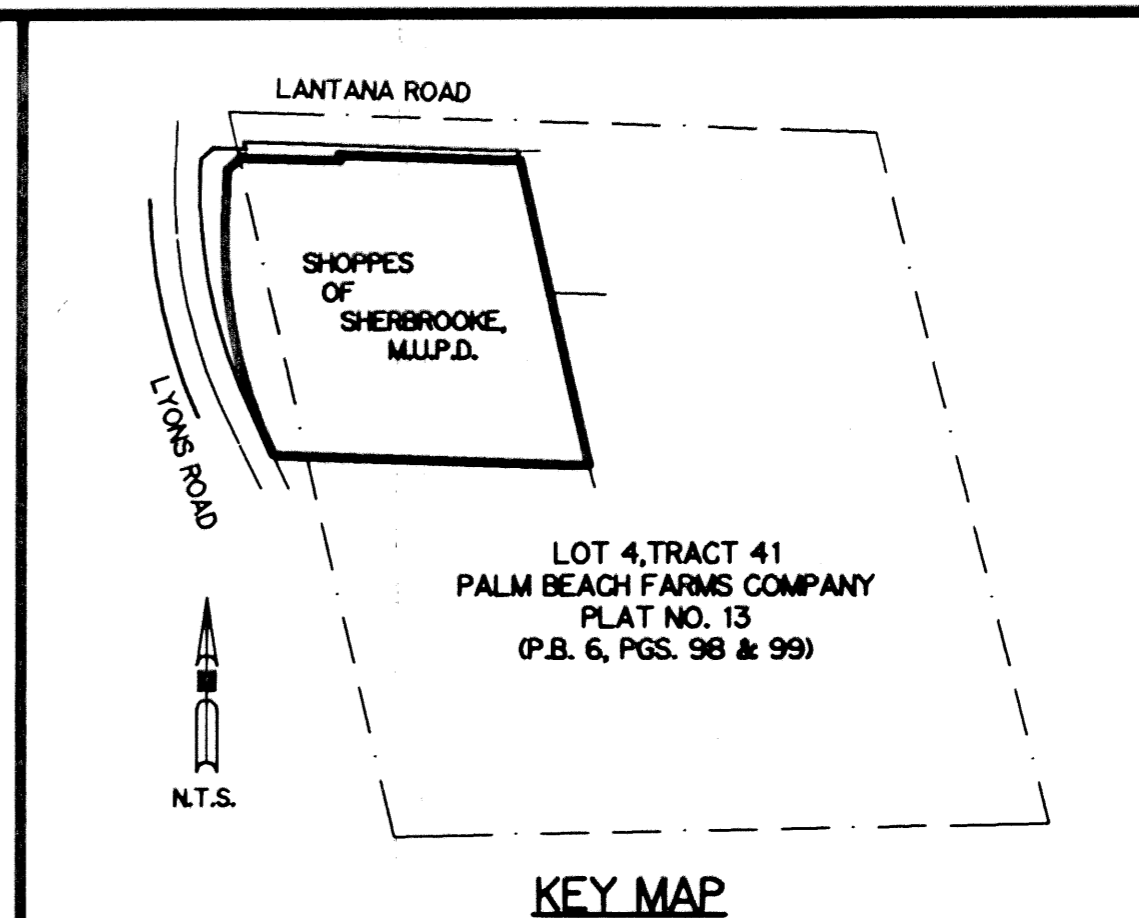 LANTANA ROAD
SHOPPES
OF
SHERBROOKE,
M.U.P.D.
LYONS ROAD
LOT 4,TRACT 41
PALM BEACH FARMS COMPANY
PLAT NO. 13
(P.B. 6, PGS. 98 & 99)
N.T.S.
KEY MAP